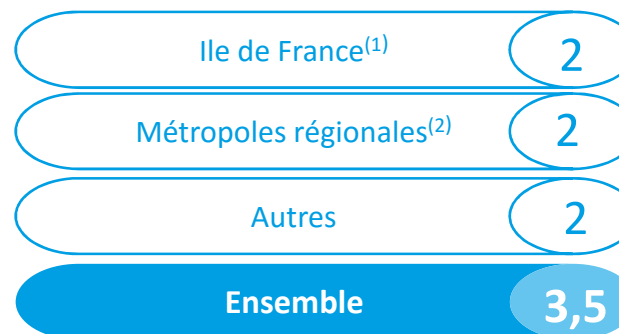 Ile de France(1) 2
Métropoles régionales(2) 2
Autres 2
Ensemble 3,5